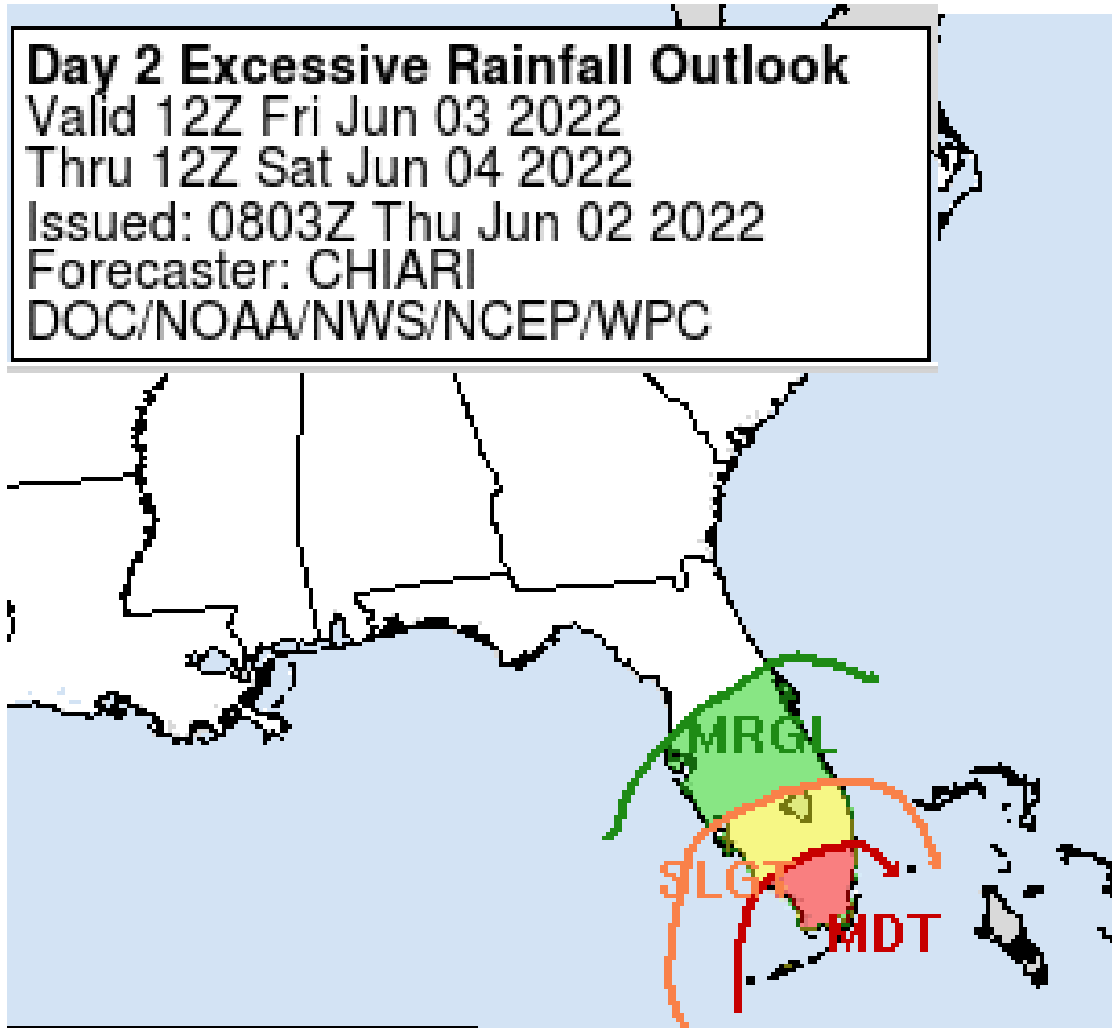 Day 2 Excessive Rainfall Outlook
Valid 12Z Fri Jun 03 2022
Thru 12Z Sat Jun 04 2022
Issued: 0803Z Thu Jun 02 2022
Forecaster: CHIARI
DOC/NOAA/NWS/NCEP/WPC
MRGL
SLGT
MDT